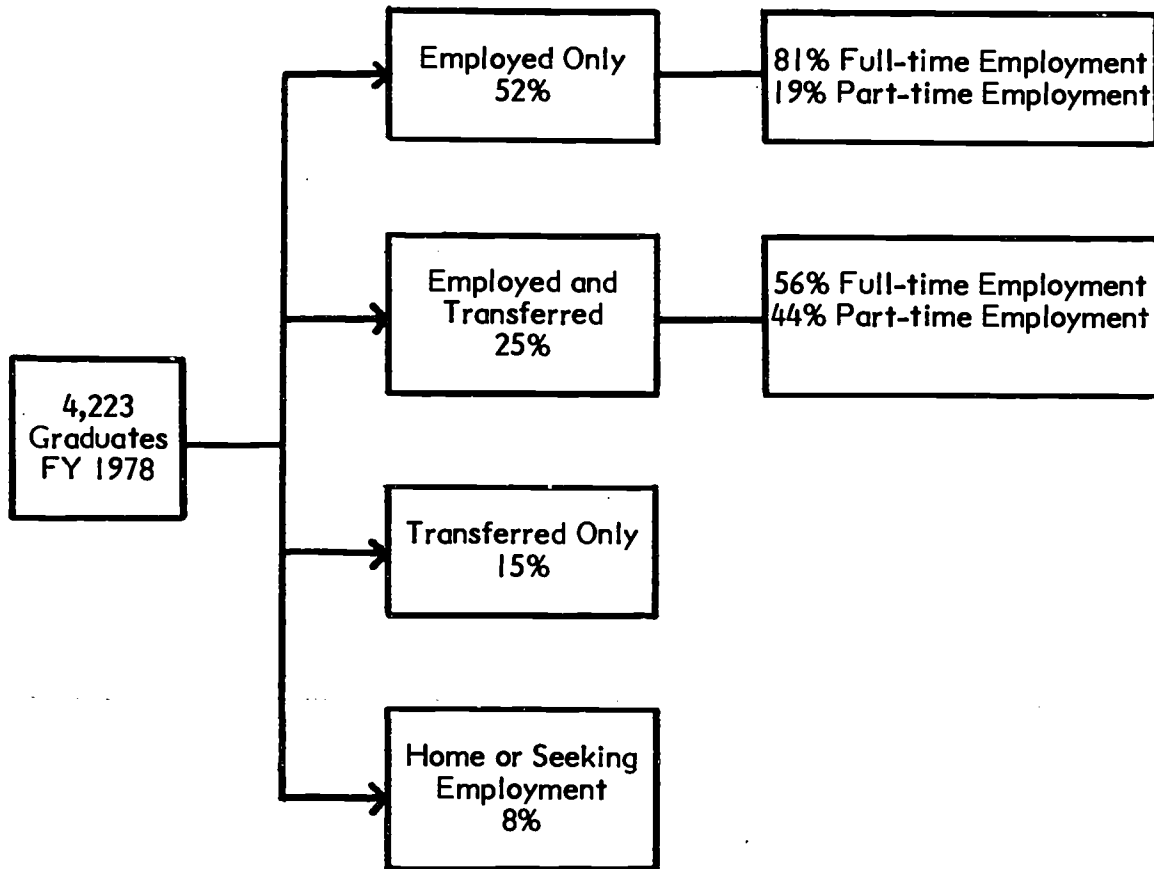 Employed Only
52%
81% Full-time Employment
19% Part-time Employment
Employed and
Transferred
25%
56% Full-time Employment
44% Part-time Employment
4,223
Graduates
FY 1978
Transferred Only
15%
Home or Seeking
Employment
8%